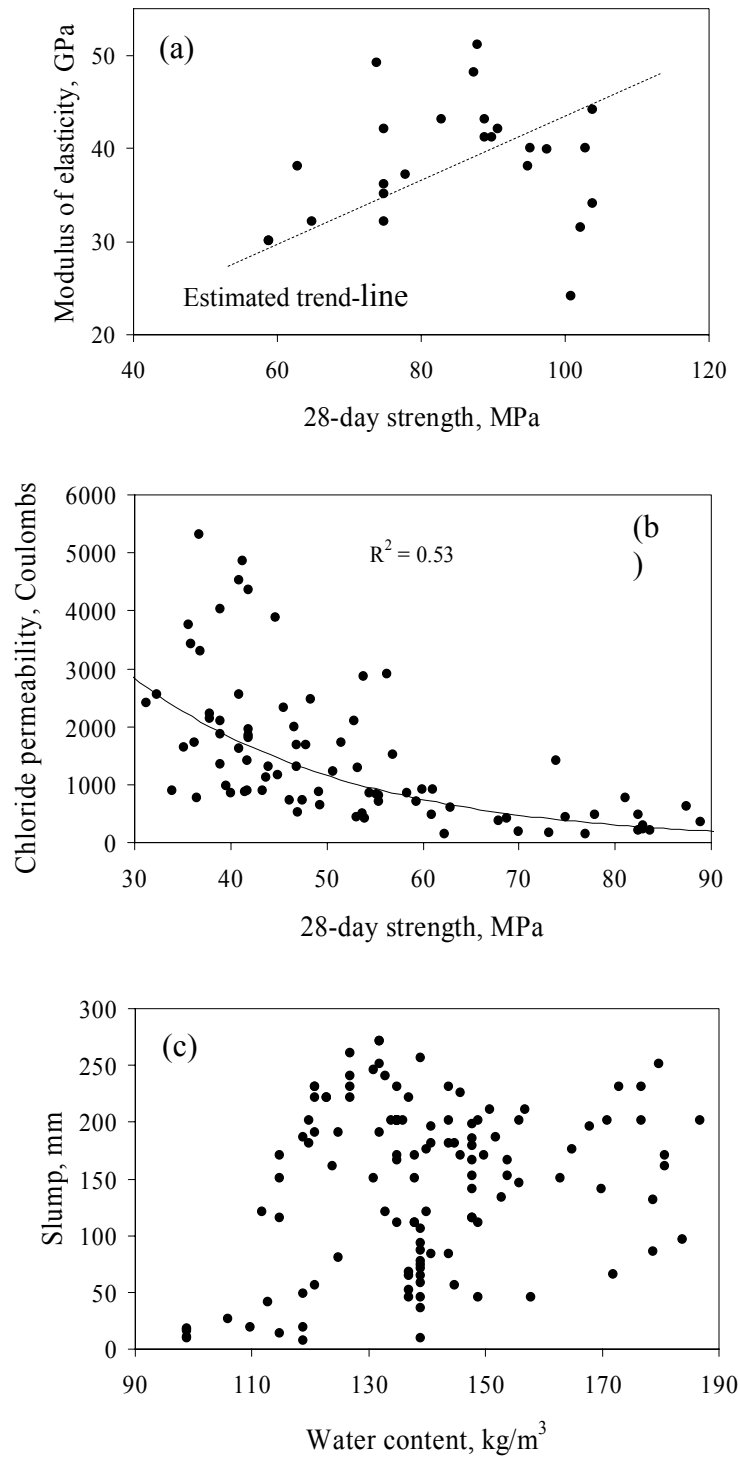 (a)
Modulus of elasticity, GPa
50
40
30
20
Estimated trend-line
40 60 80 100 120
28-day strength, MPa
Chloride permeability, Coulombs
6000
5000
4000
3000
2000
1000
0
R² = 0.53
(b
)
30 40 50 60 70 80 90
28-day strength, MPa
Slump, mm
300
250
200
150
100
50
0
(c)
90 110 130 150 170 190
Water content, kg/m³